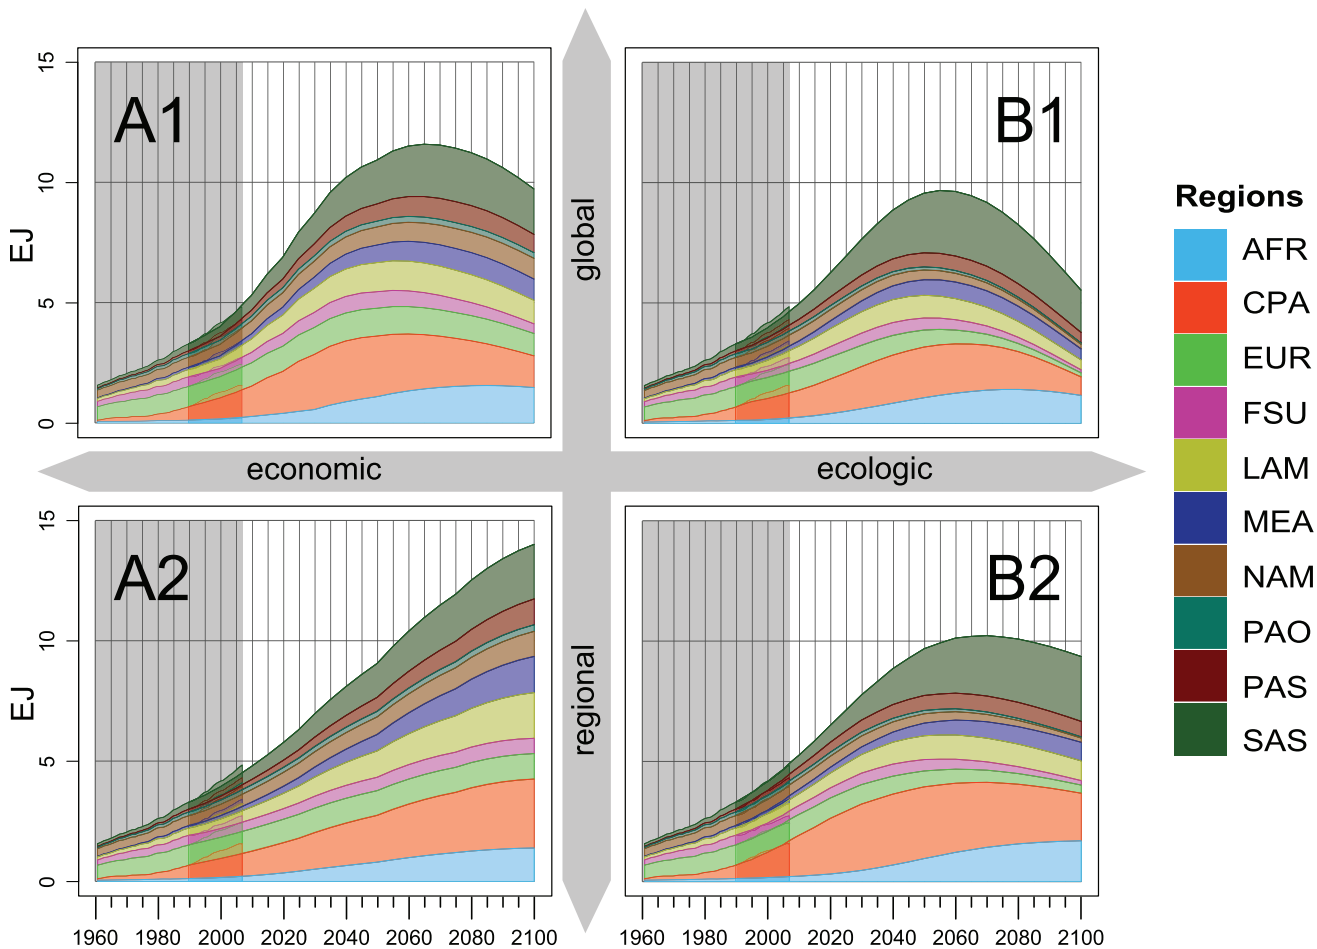 15
10
5
0
EJ
A1
B1
global
economic
ecologic
regional
15
10
5
0
EJ
A2
B2
1960 1980 2000 2020 2040 2060 2080 2100
1960 1980 2000 2020 2040 2060 2080 2100
Regions
AFR
CPA
EUR
FSU
LAM
MEA
NAM
PAO
PAS
SAS